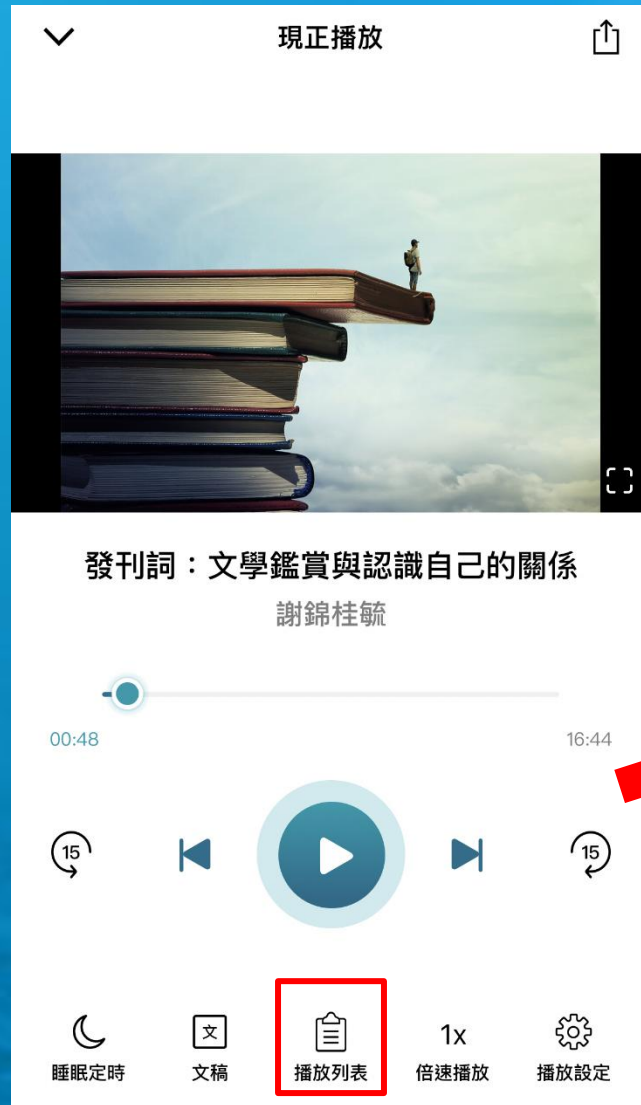 現正播放
發刊詞：文學鑑賞與認識自己的關係
謝錦桂毓
00:48 16:44
15 15
文 1x
睡眠定時 文稿 播放列表 倍速播放 播放設定